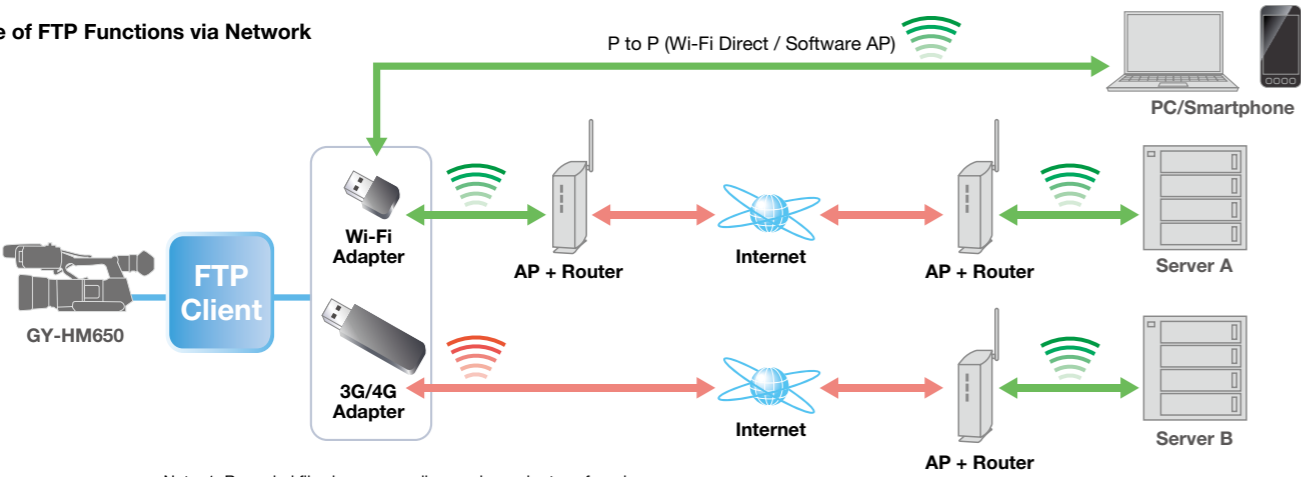 of FTP Functions via Network
P to P (Wi-Fi Direct / Software AP)
PC/Smartphone
Wi-Fi
Adapter
AP + Router
Internet
AP + Router
Server A
FTP
Client
GY-HM650
3G/4G
Adapter
Internet
AP + Router
Server B